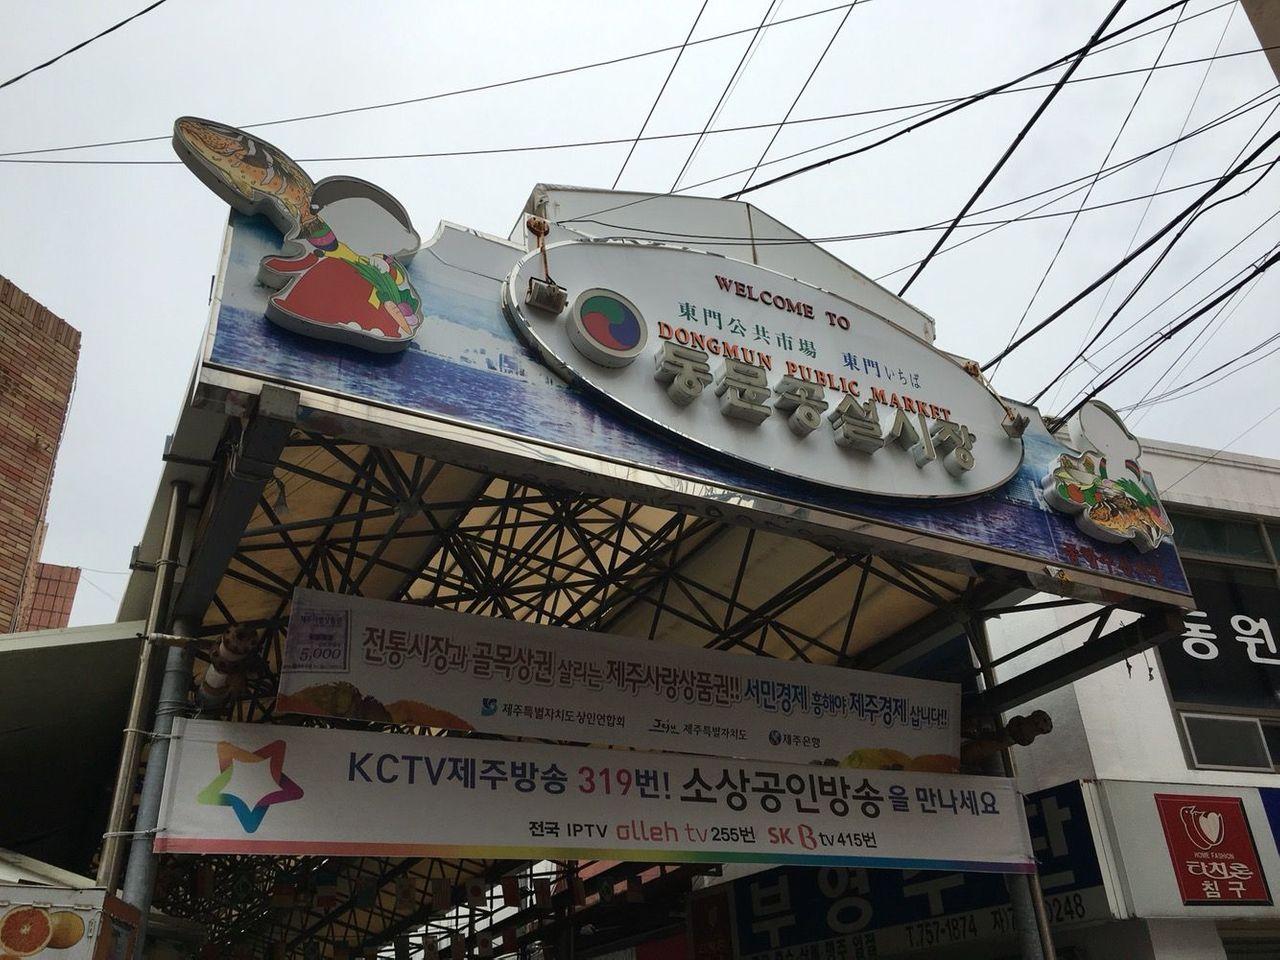 WELCOME TO
東門公共市場 東門いちば
DONGMUN PUBLIC MARKET
동문공설시장
5,000
전통시장과 골목상권 살리는 제주사랑상품권!! 서민경제 흥해야 제주경제 삽니다!!
제주특별자치도상인연합회 제주특별자치도 제주은행
KCTV제주방송 319번! 소상공인방송을 만나세요
전국 IPTV olleh tv 255번 SK B tv 415번
동원
HOME FASHION
침구
부영수단
T.757-1874